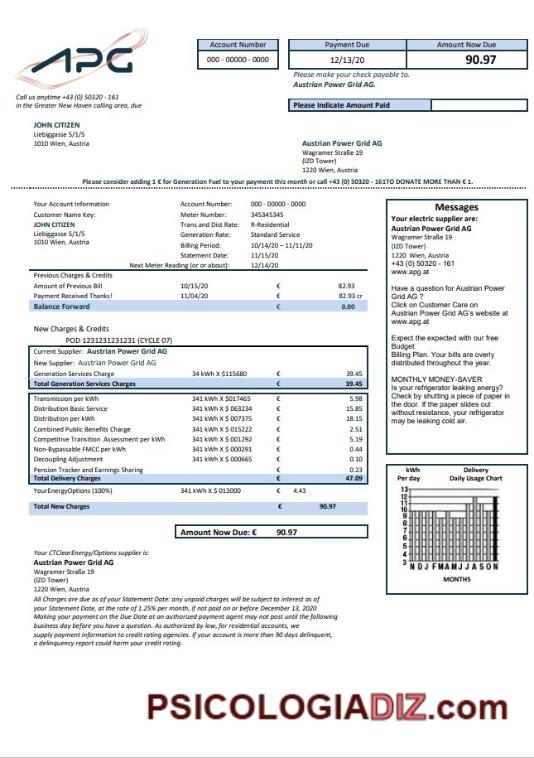 APG
Account Number
000 - 00000 - 0000
Payment Due
Amount Now Due
12/13/20
90.97
Please make your check payable to.
Austrian Power Grid AG.
Call us anytime +43 (0) 50320 - 161
in the Greater New Haven calling area, due
Please Indicate Amount Paid
JOHN CITIZEN
Liebiggasse 5/1/5
1010 Wien, Austria
Austrian Power Grid AG
Wagramer Straße 19
(IZD Tower)
1220 Wien, Austria
Please consider adding 1 € for Generation Fuel to your payment this month or call +43 (0) 50320 - 161TO DONATE MORE THAN € 1.
Your Account Information
Customer Name Key:
JOHN CITIZEN
Liebiggasse 5/1/5
1010 Wien, Austria
Account Number: 000 - 00000 - 0000
Meter Number: 345345345
Trans and Dist Rate: R-Residential
Generation Rate: Standard Service
Billing Period: 10/14/20 – 11/11/20
Statement Date: 11/15/20
Next Meter Reading (or or about): 12/14/20
Previous Charges & Credits
Amount of Previous Bill 10/15/20 € 82.93
Payment Received Thanks! 11/04/20 € 82.93 cr
Balance Forward € 0.00
New Charges & Credits
POD 1231231231231 (CYCLE 07)
Current Supplier: Austrian Power Grid AG
New Supplier: Austrian Power Grid AG
Generation Services Charge 34 kWh X $115680 € 39.45
Total Generation Services Charges € 39.45
Transmission per kWh 341 kWh X $017465 € 5.98
Distribution Basic Service 341 kWh X $ 063234 € 15.85
Distribution per kWh 341 kWh X $ 007375 € 18.15
Combined Public Benefits Charge 341 kWh X $ 015222 € 2.51
Competitive Transition Assessment per kWh 341 kWh X $ 001292 € 5.19
Non-Bypassable FMCC per kWh 341 kWh X $ 000291 € 0.44
Decoupling Adjustment 341 kWh X $ 000665 € 0.10
Pension Tracker and Earnings Sharing € 0.23
Total Delivery Charges € 47.09
YourEnergyOptions (100%) 341 kWh X $ 013000 € 4.43
Total New Charges € 90.97
Amount Now Due: € 90.97
Your CTClearEnergy/Options supplier is:
Austrian Power Grid AG
Wagramer Straße 19
(IZD Tower)
1220 Wien, Austria
All Charges are due as of your Statement Date: any unpaid charges will be subject to interest as of
your Statement Date, at the rate of 1.25% per month, if not paid on or before December 13, 2020
Making your payment on the Due Date at an authorized payment agent may not post until the following
business day before you have a question. As authorized by law, for residential accounts, we
supply payment information to credit rating agencies. If your account is more than 90 days delinquent,
a delinquency report could harm your credit rating.
Messages
Your electric supplier are:
Austrian Power Grid AG
Wagramer Straße 19
(IZD Tower)
1220 Wien, Austria
+43 (0) 50320 - 161
www.apg.at
Have a question for Austrian Power
Grid AG ?
Click on Customer Care on
Austrian Power Grid AG's website at
www.apg.at
Expect the expected with our free
Budget
Billing Plan. Your bills are overly
distributed throughout the year.
MONTHLY MONEY-SAVER
Is your refrigerator leaking energy?
Check by shutting a piece of paper in
the door. If the paper slides out
without resistance, your refrigerator
may be leaking cold air.
kWh
Per day
Delivery
Daily Usage Chart
13
12
11
10
9
8
7
6
5
4
3
N D J F M A M J J A S O N
MONTHS
PSICOLOGIADIZ.com